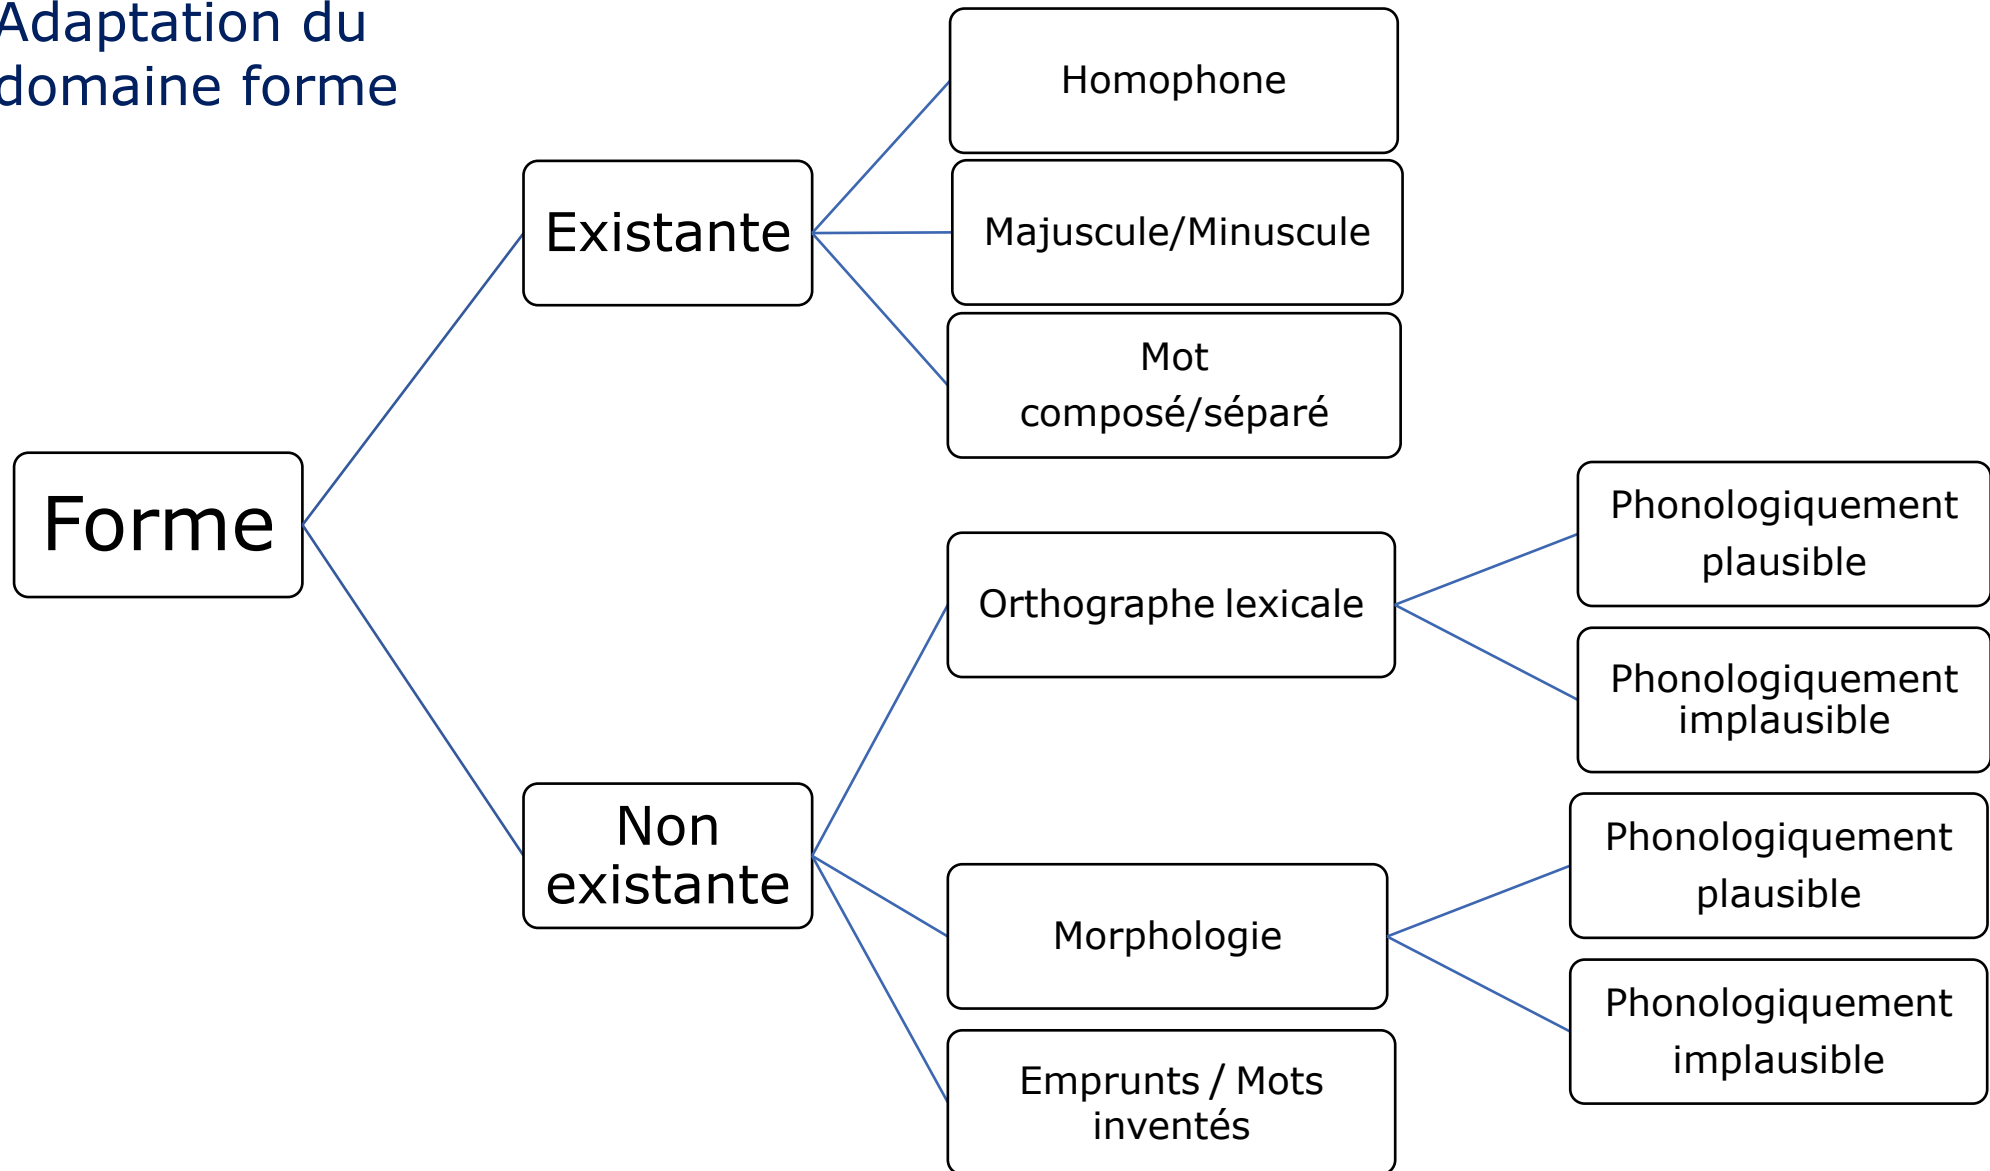 Adaptation du
domaine forme
Forme
Existante
Homophone
Majuscule/Minuscule
Mot
composé/séparé
Non
existante
Orthographe lexicale
Phonologiquement
plausible
Phonologiquement
implausible
Morphologie
Phonologiquement
plausible
Phonologiquement
implausible
Emprunts / Mots
inventés